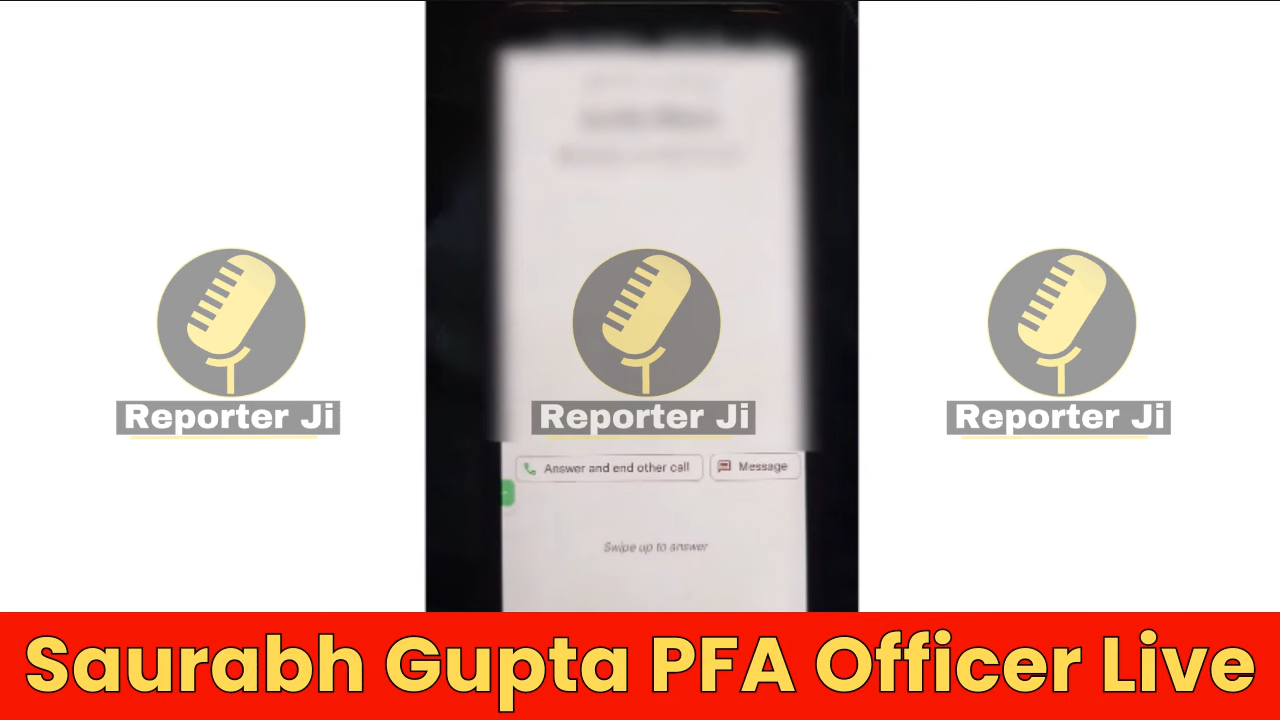 Reporter Ji
Reporter Ji
Reporter Ji
Answer and end other call
Message
Swipe up to answer
Saurabh Gupta PFA Officer Live